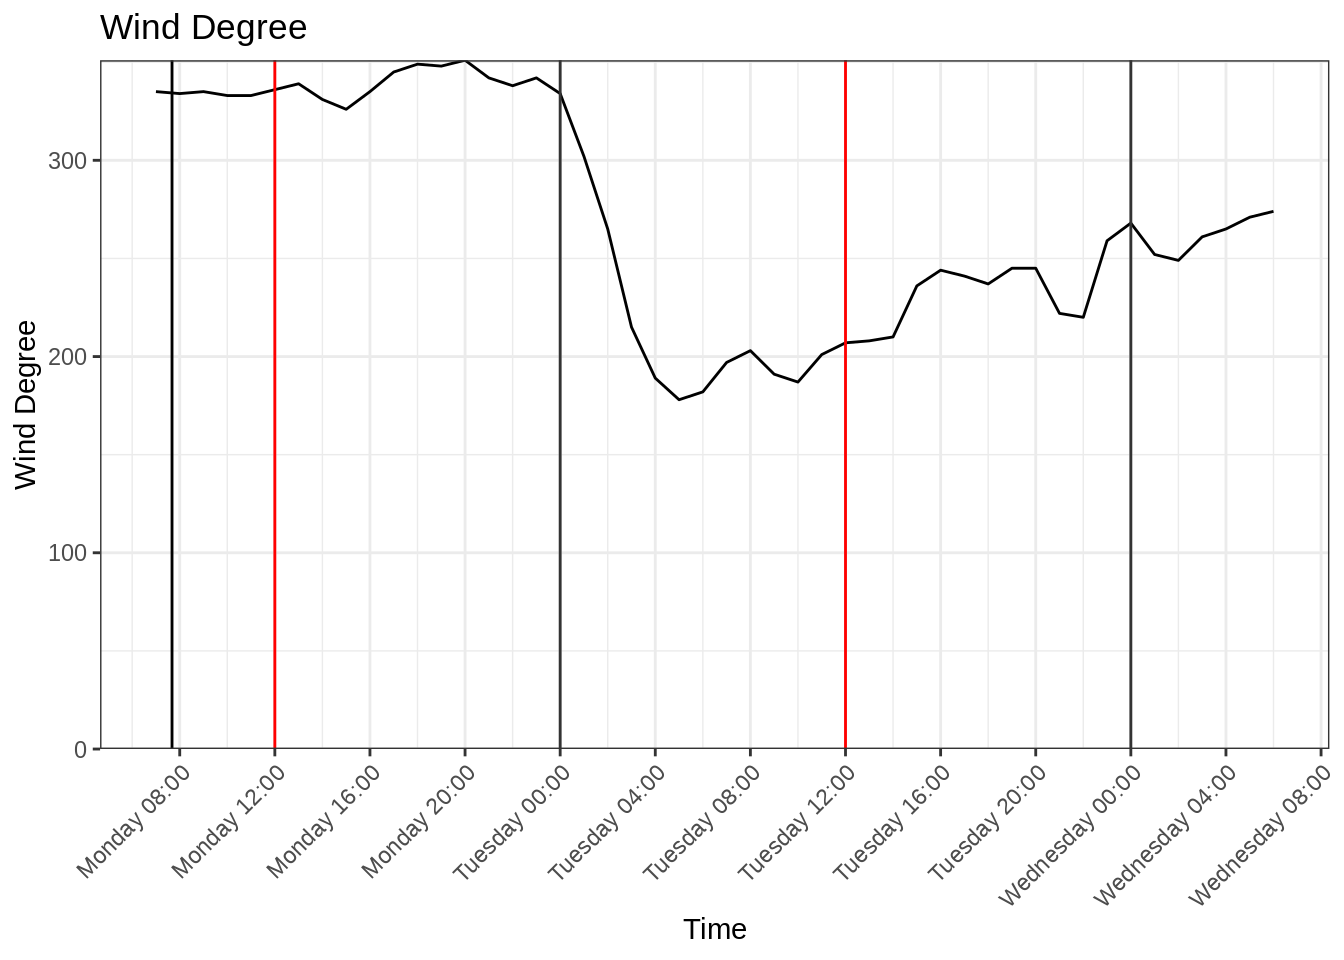 Wind Degree
Wind Degree
300
200
100
0
Monday 08:00
Monday 12:00
Monday 16:00
Monday 20:00
Tuesday 00:00
Tuesday 04:00
Tuesday 08:00
Tuesday 12:00
Tuesday 16:00
Tuesday 20:00
Wednesday 00:00
Wednesday 04:00
Wednesday 08:00
Time